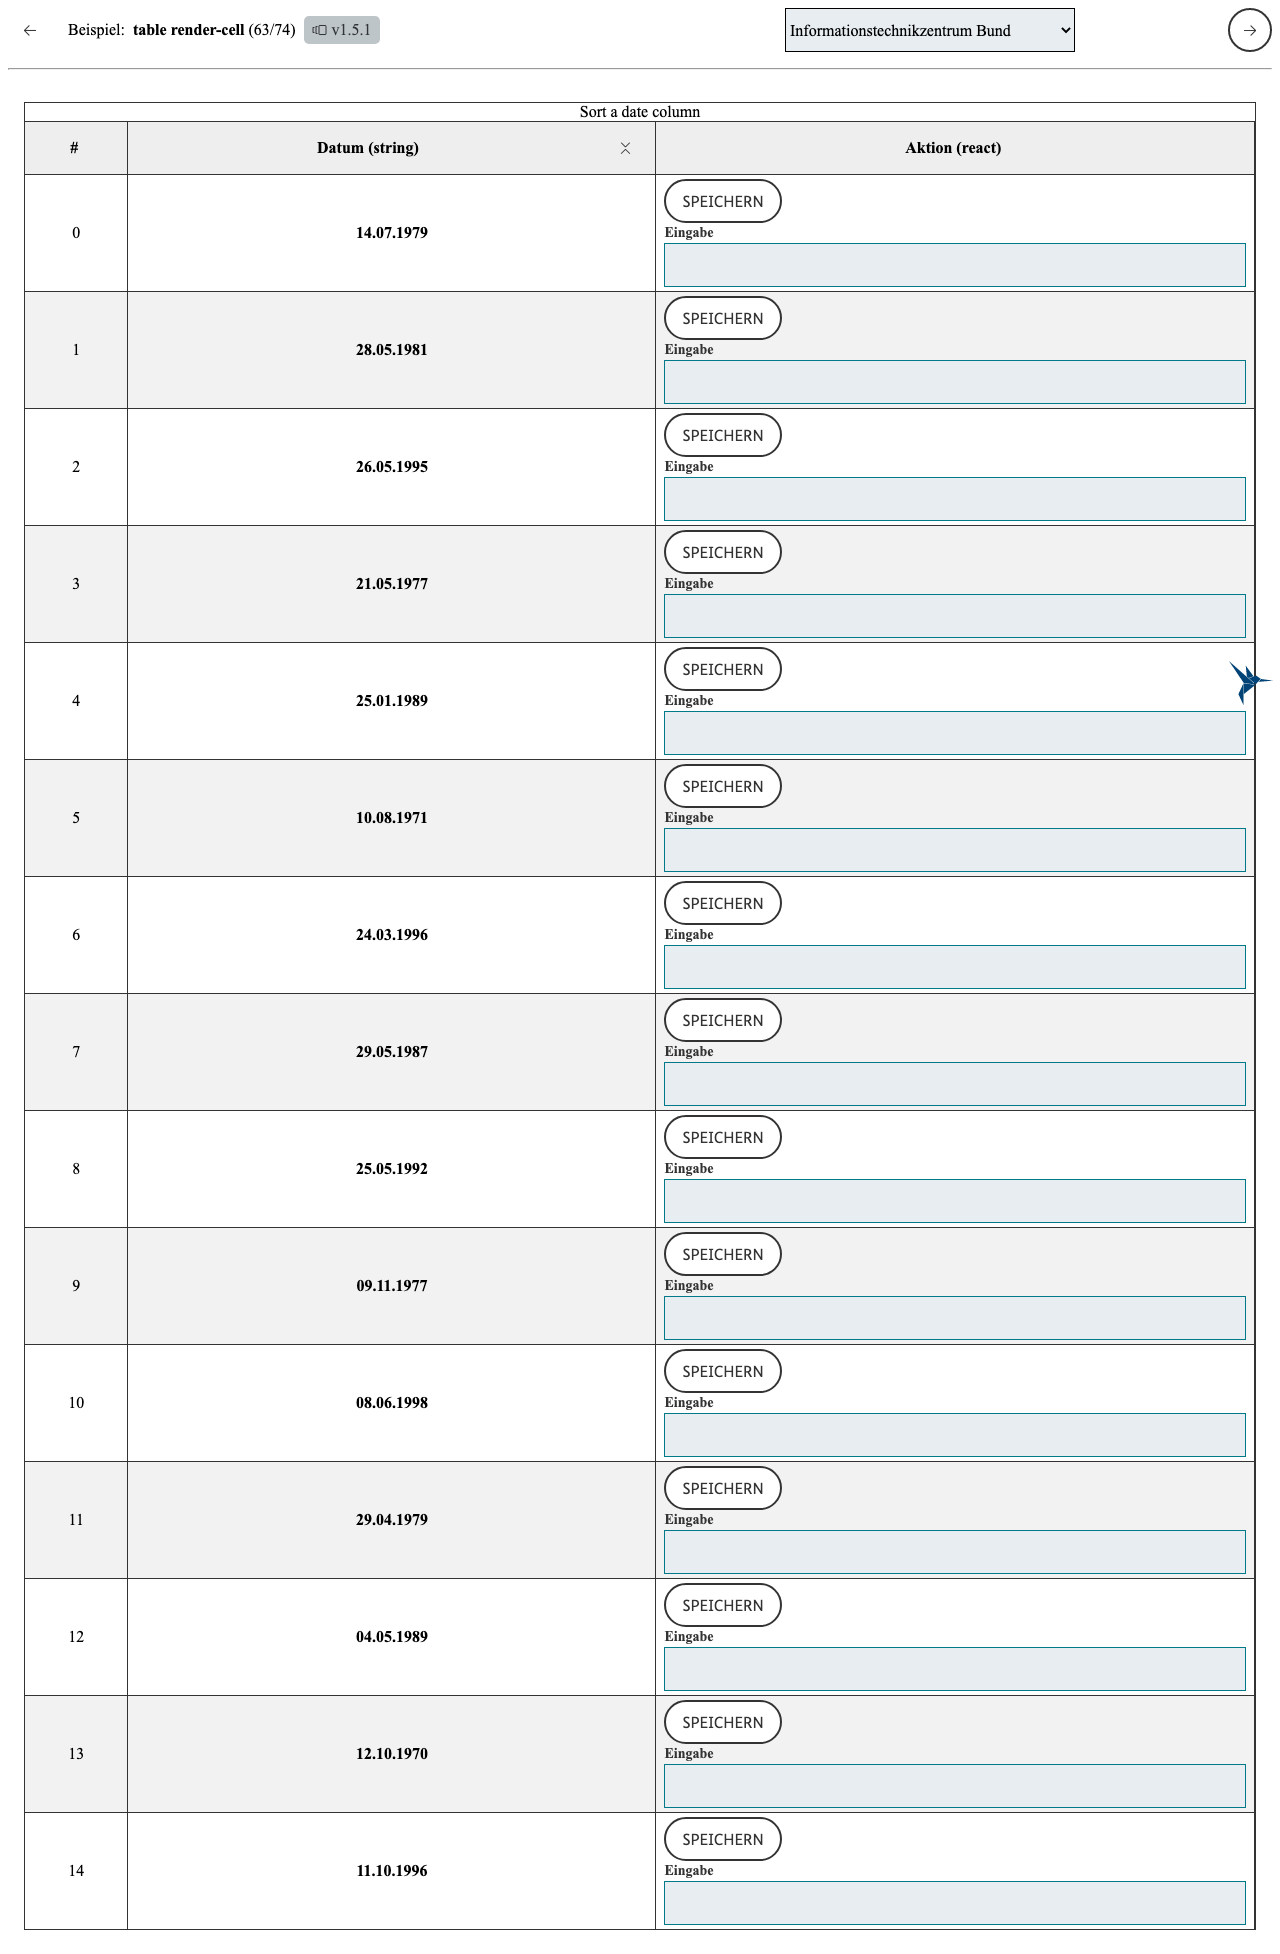 Beispiel: table render-cell (63/74) v1.5.1 Informationstechnikzentrum Bund
Sort a date column
# Datum (string) Aktion (react)
SPEICHERN
0 14.07.1979 Eingabe
SPEICHERN
1 28.05.1981 Eingabe
SPEICHERN
2 26.05.1995 Eingabe
SPEICHERN
3 21.05.1977 Eingabe
SPEICHERN
4 25.01.1989 Eingabe
SPEICHERN
5 10.08.1971 Eingabe
SPEICHERN
6 24.03.1996 Eingabe
SPEICHERN
7 29.05.1987 Eingabe
SPEICHERN
8 25.05.1992 Eingabe
SPEICHERN
9 09.11.1977 Eingabe
SPEICHERN
10 08.06.1998 Eingabe
SPEICHERN
11 29.04.1979 Eingabe
SPEICHERN
12 04.05.1989 Eingabe
SPEICHERN
13 12.10.1970 Eingabe
SPEICHERN
14 11.10.1996 Eingabe